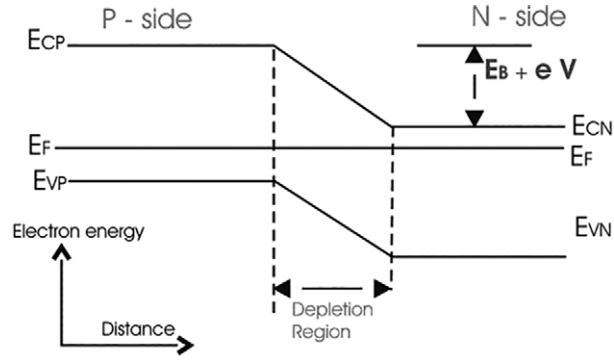 P - side
N - side
ECP
EB + e V
ECN
EF
EF
EVP
EVN
Electron energy
Distance
Depletion
Region